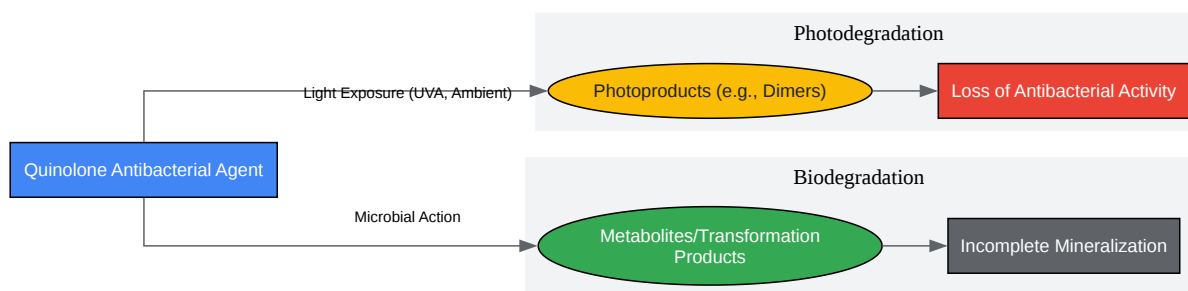 Photodegradation
Light Exposure (UVA, Ambient)
Photoproducts (e.g., Dimers)
Loss of Antibacterial Activity
Quinolone Antibacterial Agent
Biodegradation
Microbial Action
Metabolites/Transformation
Products
Incomplete Mineralization